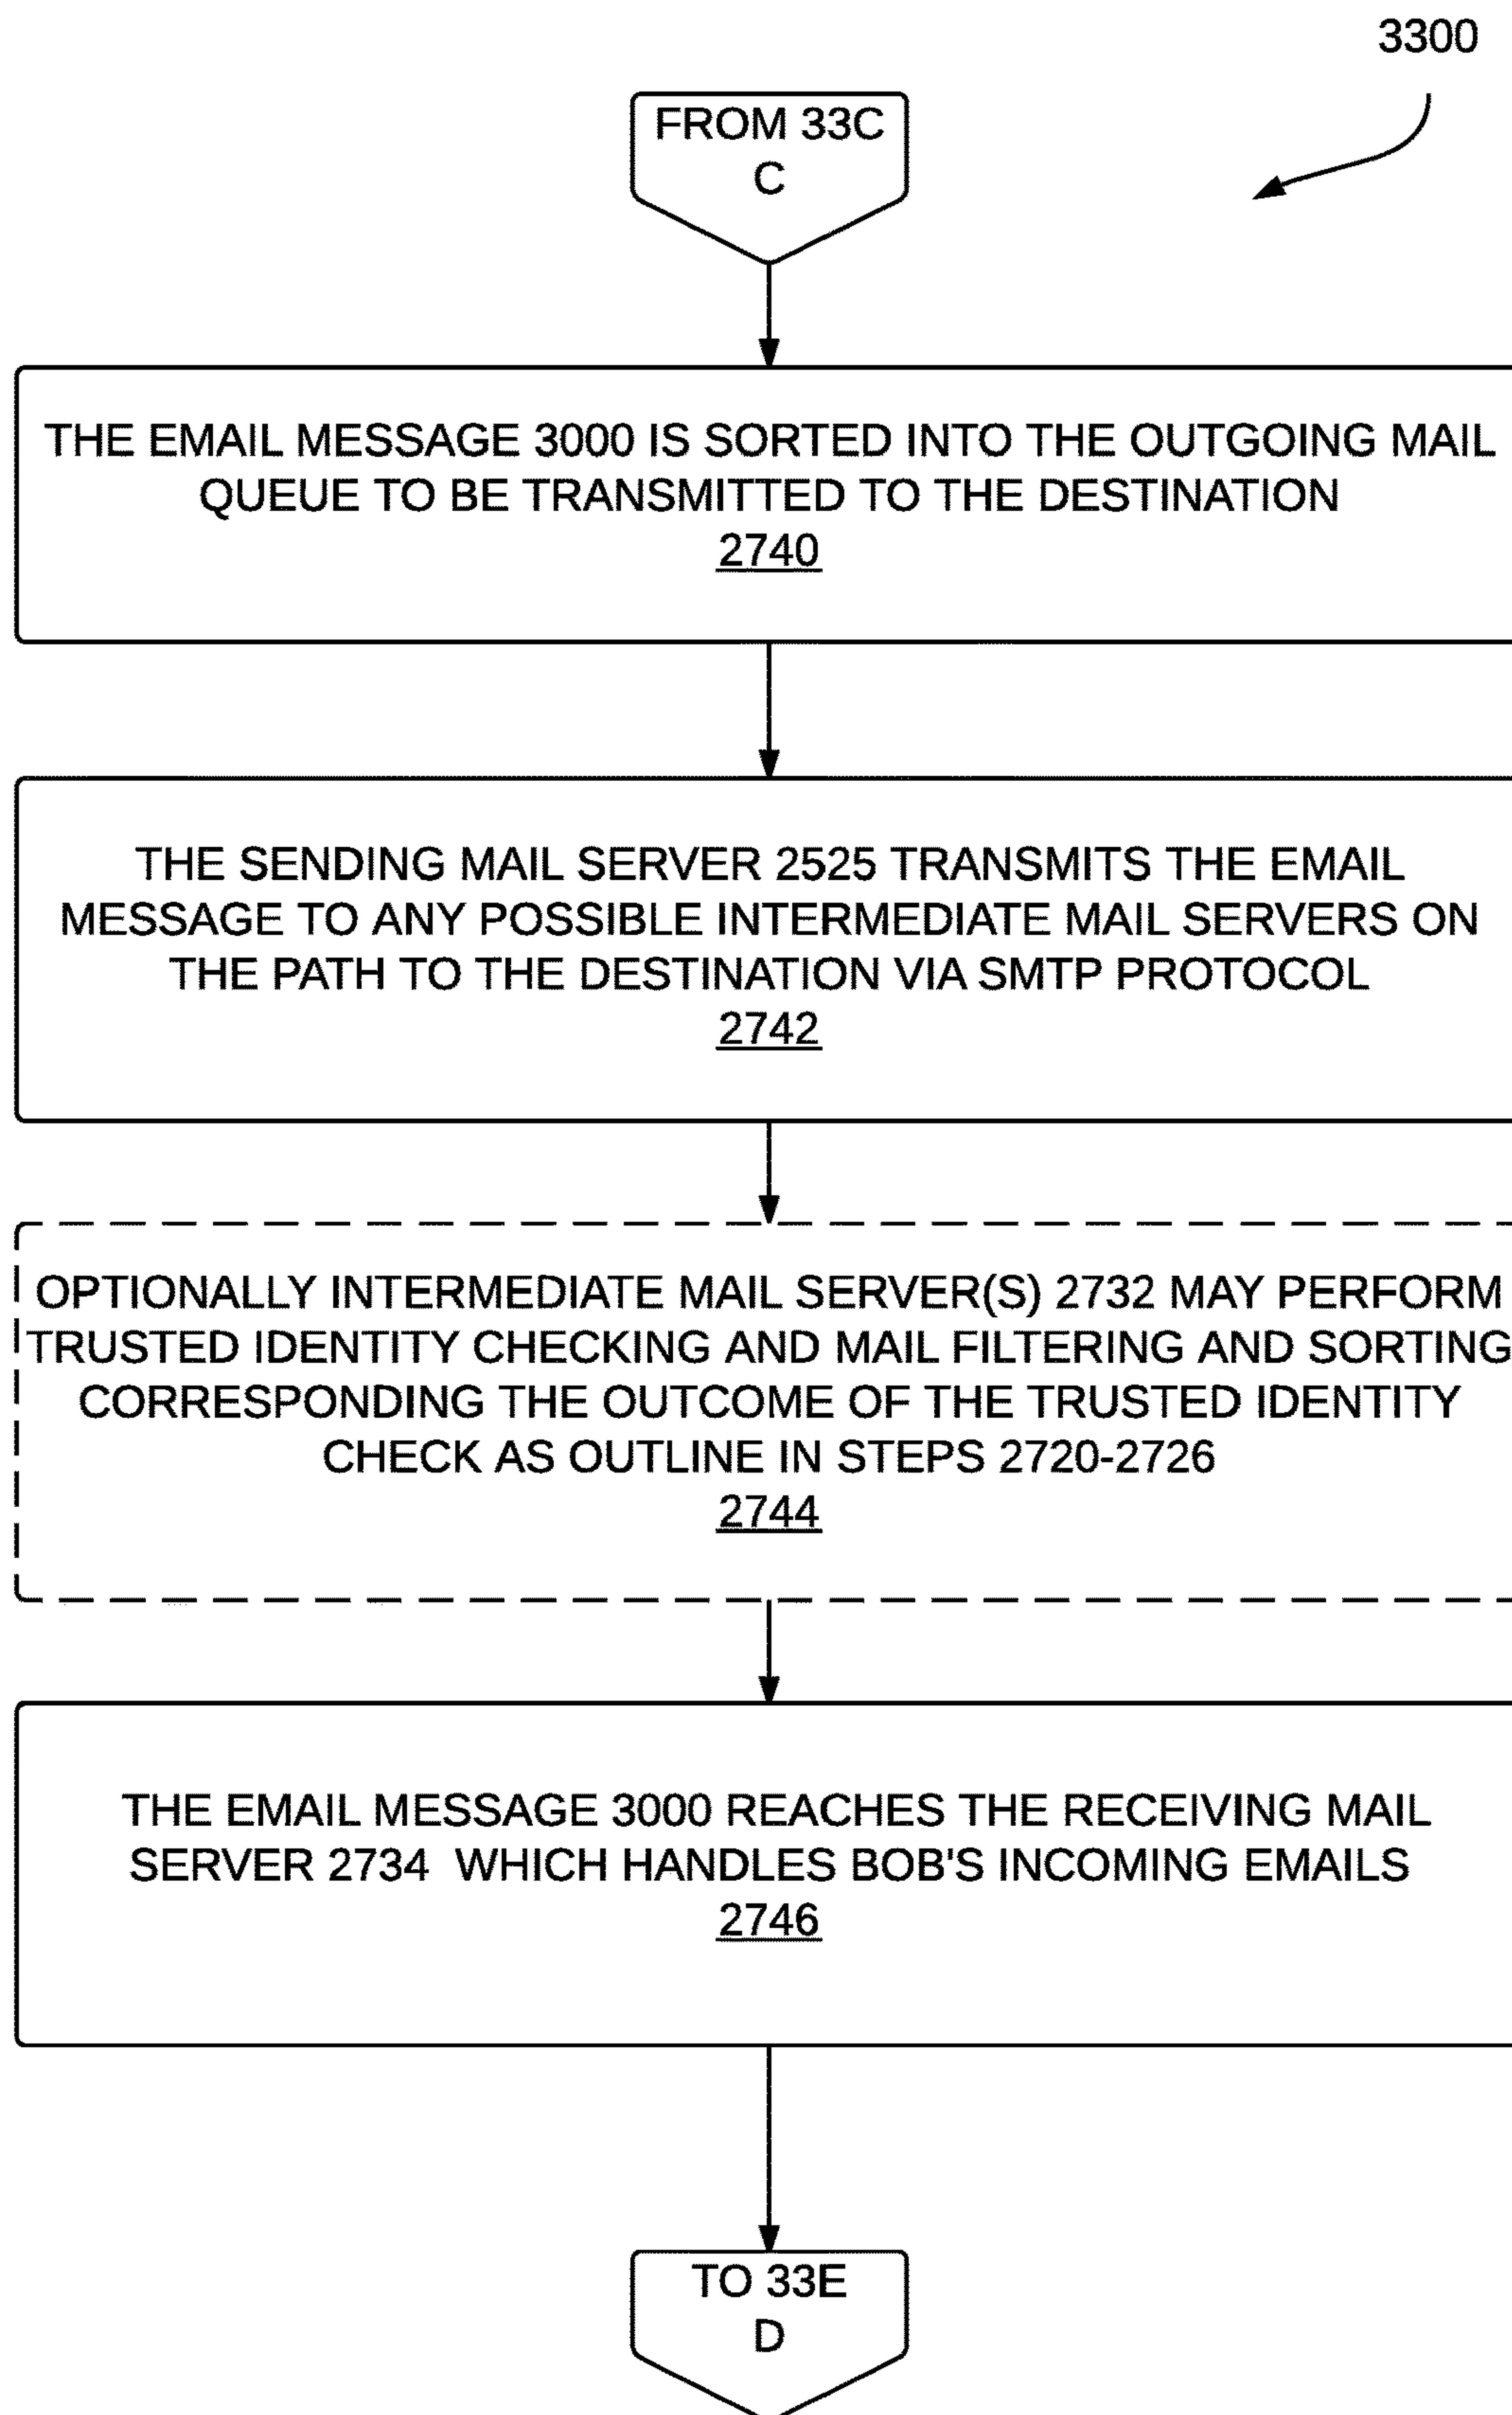 3300
FROM 33C
C
THE EMAIL MESSAGE 3000 IS SORTED INTO THE OUTGOING MAIL
QUEUE TO BE TRANSMITTED TO THE DESTINATION
2740
THE SENDING MAIL SERVER 2525 TRANSMITS THE EMAIL
MESSAGE TO ANY POSSIBLE INTERMEDIATE MAIL SERVERS ON
THE PATH TO THE DESTINATION VIA SMTP PROTOCOL
2742
OPTIONALLY INTERMEDIATE MAIL SERVER(S) 2732 MAY PERFORM
TRUSTED IDENTITY CHECKING AND MAIL FILTERING AND SORTING
CORRESPONDING THE OUTCOME OF THE TRUSTED IDENTITY
CHECK AS OUTLINE IN STEPS 2720-2726
2744
THE EMAIL MESSAGE 3000 REACHES THE RECEIVING MAIL
SERVER 2734 WHICH HANDLES BOB'S INCOMING EMAILS
2746
TO 33E
D